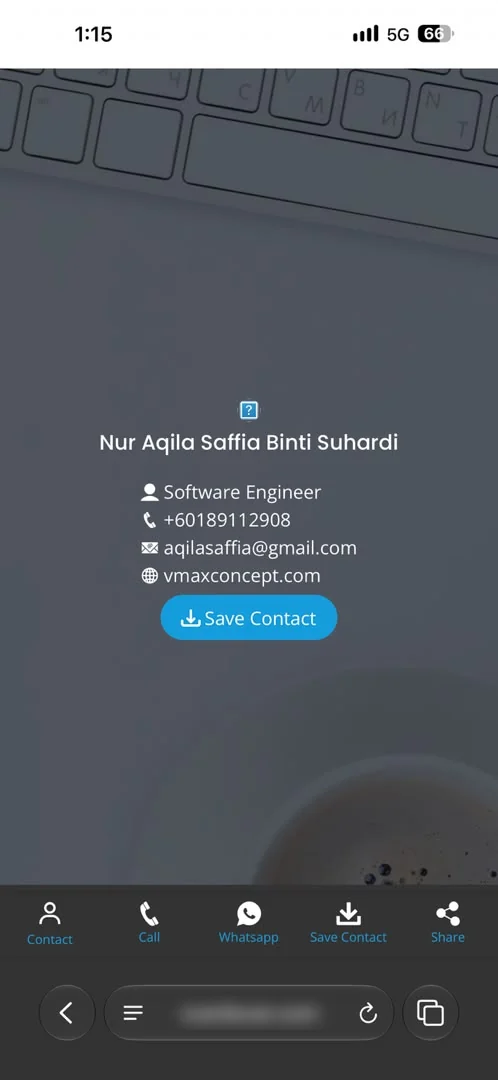 1:15
5G
66
C
V
M
B
И
N
Т
?
Nur Aqila Saffia Binti Suhardi
Software Engineer
+60189112908
aqilasaffia@gmail.com
vmaxconcept.com
Save Contact
Contact
Call
Whatsapp
Save Contact
Share